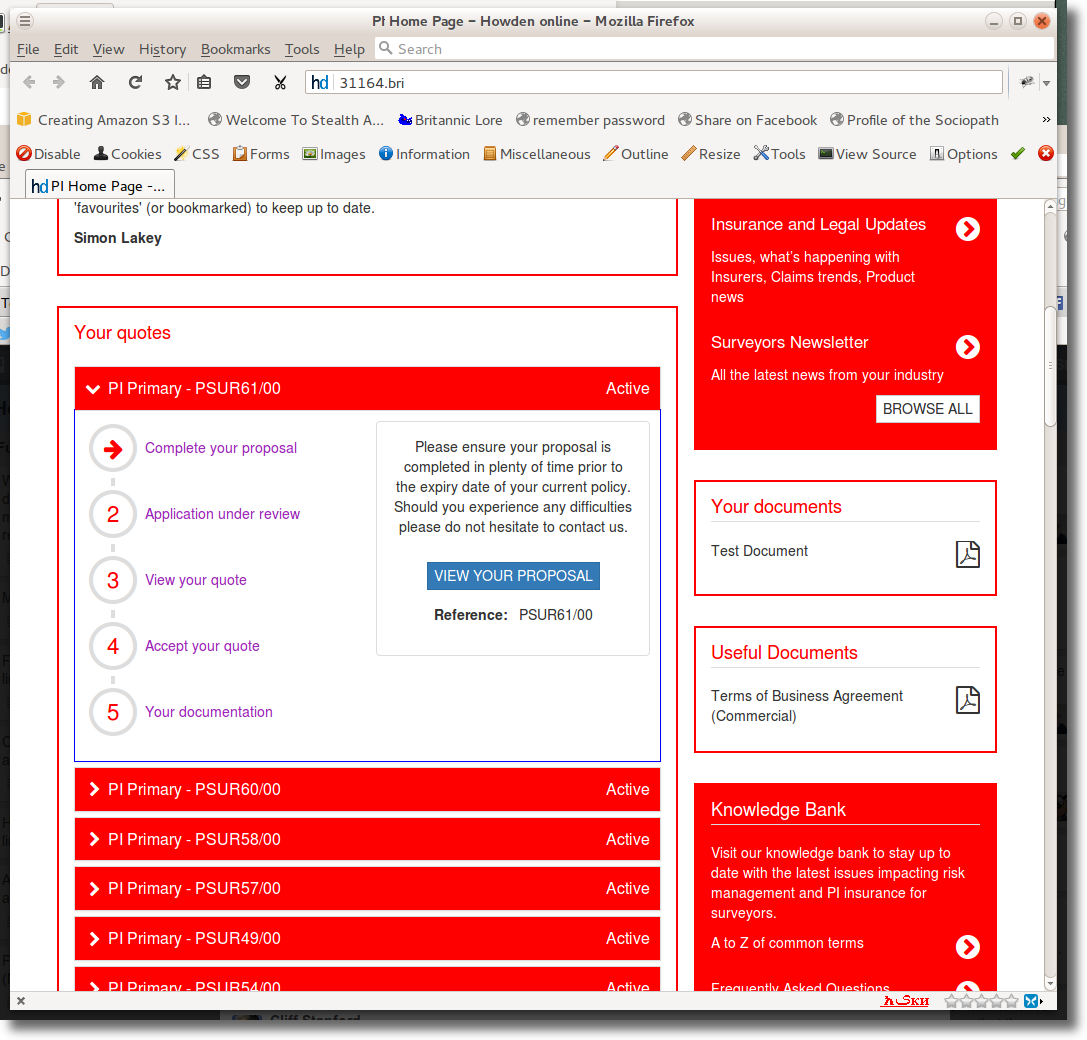 PI Home Page – Howden online – Mozilla Firefox
File Edit View History Bookmarks Tools Help Search
hd 31164.bri
Creating Amazon S3 I... Welcome To Stealth A... Britannic Lore remember password Share on Facebook Profile of the Sociopath »
Disable Cookies CSS Forms Images Information Miscellaneous Outline Resize Tools View Source Options
hd PI Home Page -...
'favourites' (or bookmarked) to keep up to date.
Simon Lakey
Your quotes
PI Primary - PSUR61/00 Active
Complete your proposal
2 Application under review
3 View your quote
4 Accept your quote
5 Your documentation
Please ensure your proposal is
completed in plenty of time prior to
the expiry date of your current policy.
Should you experience any difficulties
please do not hesitate to contact us.
VIEW YOUR PROPOSAL
Reference: PSUR61/00
PI Primary - PSUR60/00 Active
PI Primary - PSUR58/00 Active
PI Primary - PSUR57/00 Active
PI Primary - PSUR49/00 Active
PI Primary - PSUR54/00 Active
Insurance and Legal Updates
Issues, what's happening with
Insurers, Claims trends, Product
news
Surveyors Newsletter
All the latest news from your industry
BROWSE ALL
Your documents
Test Document
Useful Documents
Terms of Business Agreement
(Commercial)
Knowledge Bank
Visit our knowledge bank to stay up to
date with the latest issues impacting risk
management and PI insurance for
surveyors.
A to Z of common terms
Frequently Asked Questions
Cliff Stanford